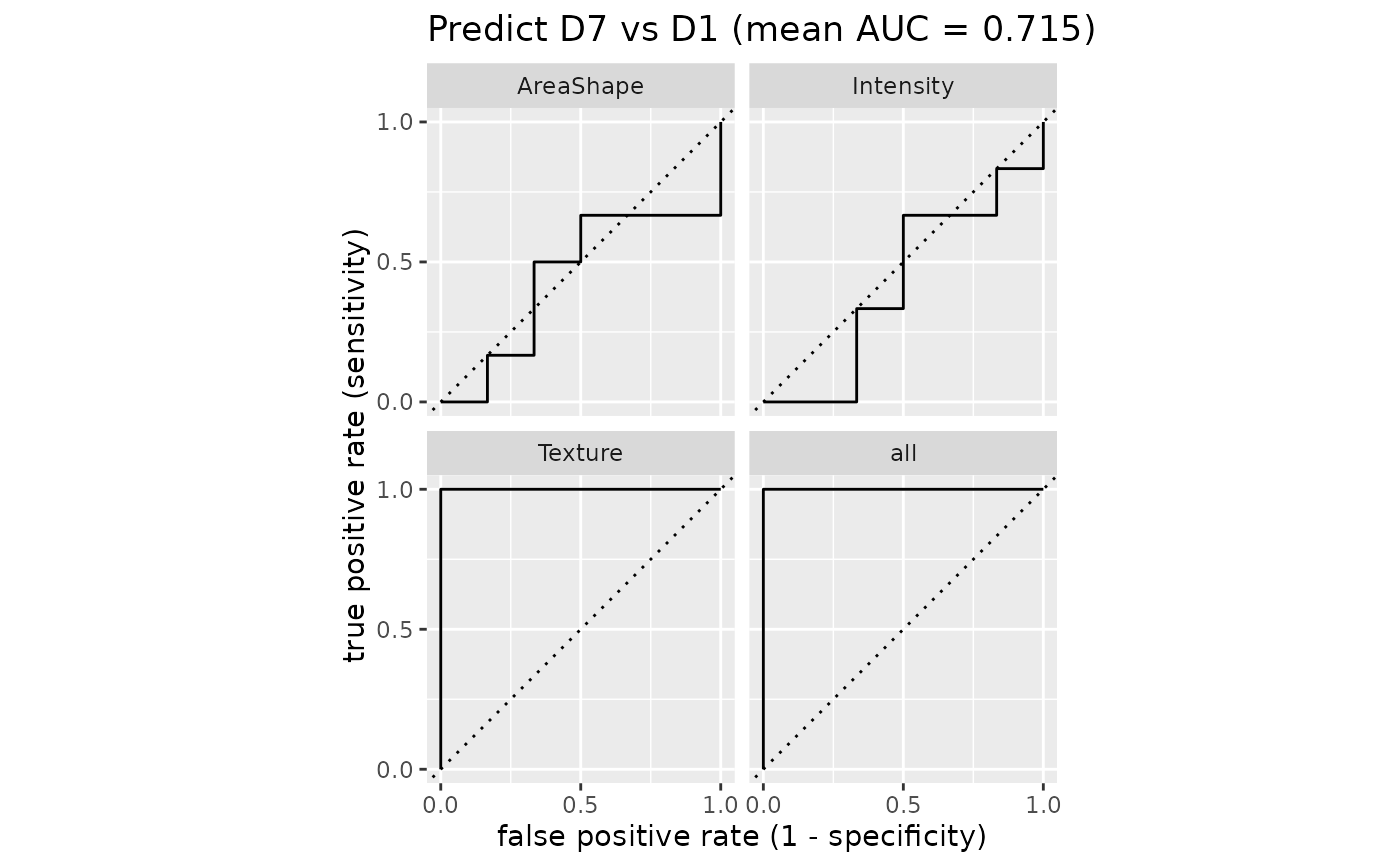 Predict D7 vs D1 (mean AUC = 0.715)
AreaShape
Intensity
1.0
0.5
0.0
Texture
all
1.0
0.5
0.0
0.0 0.5 1.0 0.0 0.5 1.0
false positive rate (1 - specificity)
true positive rate (sensitivity)